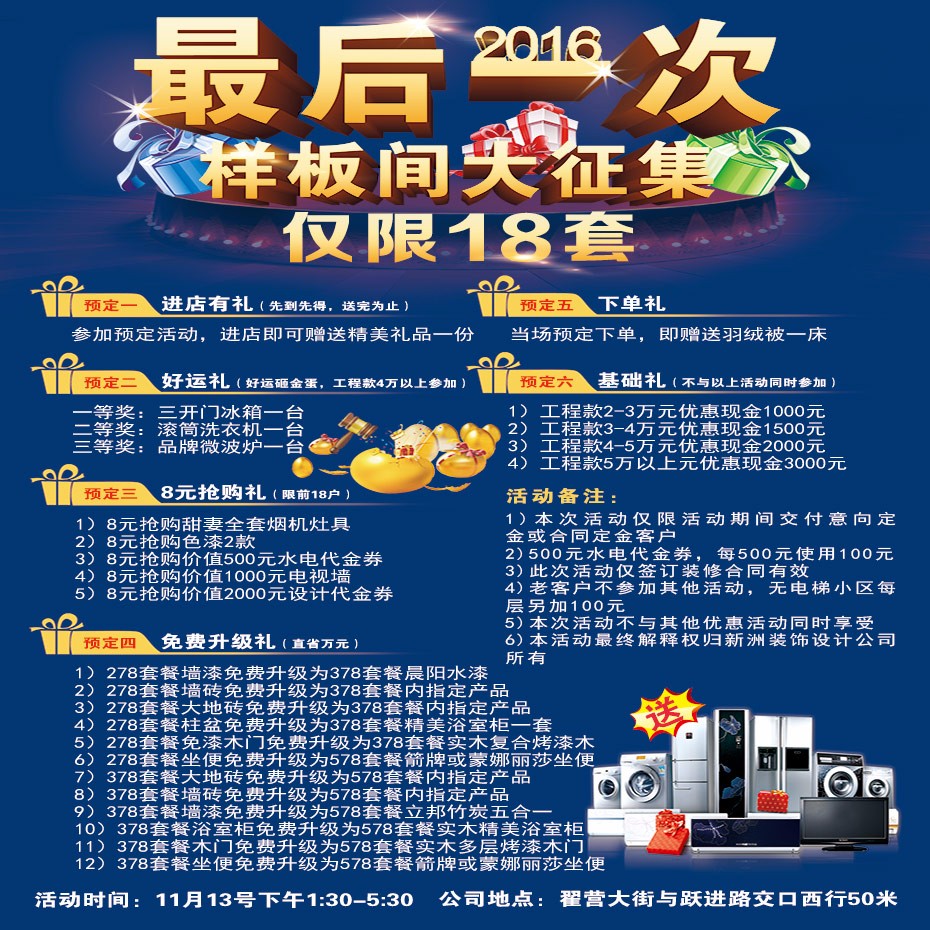 2016
最后一次
样板间大征集
仅限18套
预定一 进店有礼（先到先得，送完为止）
参加预定活动，进店即可赠送精美礼品一份
预定二 好运礼（好运砸金蛋，工程款4万以上参加）
一等奖：三开门冰箱一台
二等奖：滚筒洗衣机一台
三等奖：品牌微波炉一台
预定三 8元抢购礼（限前18户）
1）8元抢购甜妻全套烟机灶具
2）8元抢购色漆2款
3）8元抢购价值500元水电代金券
4）8元抢购价值1000元电视墙
5）8元抢购价值2000元设计代金券
预定四 免费升级礼（直省万元）
1）278套餐墙漆免费升级为378套餐晨阳水漆
2）278套餐墙砖免费升级为378套餐内指定产品
3）278套餐大地砖免费升级为378套餐内指定产品
4）278套餐柱盆免费升级为378套餐精美浴室柜一套
5）278套餐免漆木门免费升级为378套餐实木复合烤漆木
6）278套餐坐便免费升级为578套餐箭牌或蒙娜丽莎坐便
7）378套餐大地砖免费升级为578套餐内指定产品
8）378套餐墙砖免费升级为578套餐内指定产品
9）378套餐墙漆免费升级为578套餐立邦竹炭五合一
10）378套餐浴室柜免费升级为578套餐实木精美浴室柜
11）378套餐木门免费升级为578套餐实木多层烤漆木门
12）378套餐坐便免费升级为578套餐箭牌或蒙娜丽莎坐便
预定五 下单礼
当场预定下单，即赠送羽绒被一床
预定六 基础礼（不与以上活动同时参加）
1）工程款2-3万元优惠现金1000元
2）工程款3-4万元优惠现金1500元
3）工程款4-5万元优惠现金2000元
4）工程款5万以上元优惠现金3000元
活动备注：
1）本次活动仅限活动期间交付意向定
金或合同定金客户
2)500元水电代金券，每500元使用100元
3）此次活动仅签订装修合同有效
4）老客户不参加其他活动，无电梯小区每
层另加100元
5）本次活动不与其他优惠活动同时享受
6）本活动最终解释权归新洲装饰设计公司
所有
送
活动时间：11月13号下午1:30-5:30 公司地点：翟营大街与跃进路交口西行50米